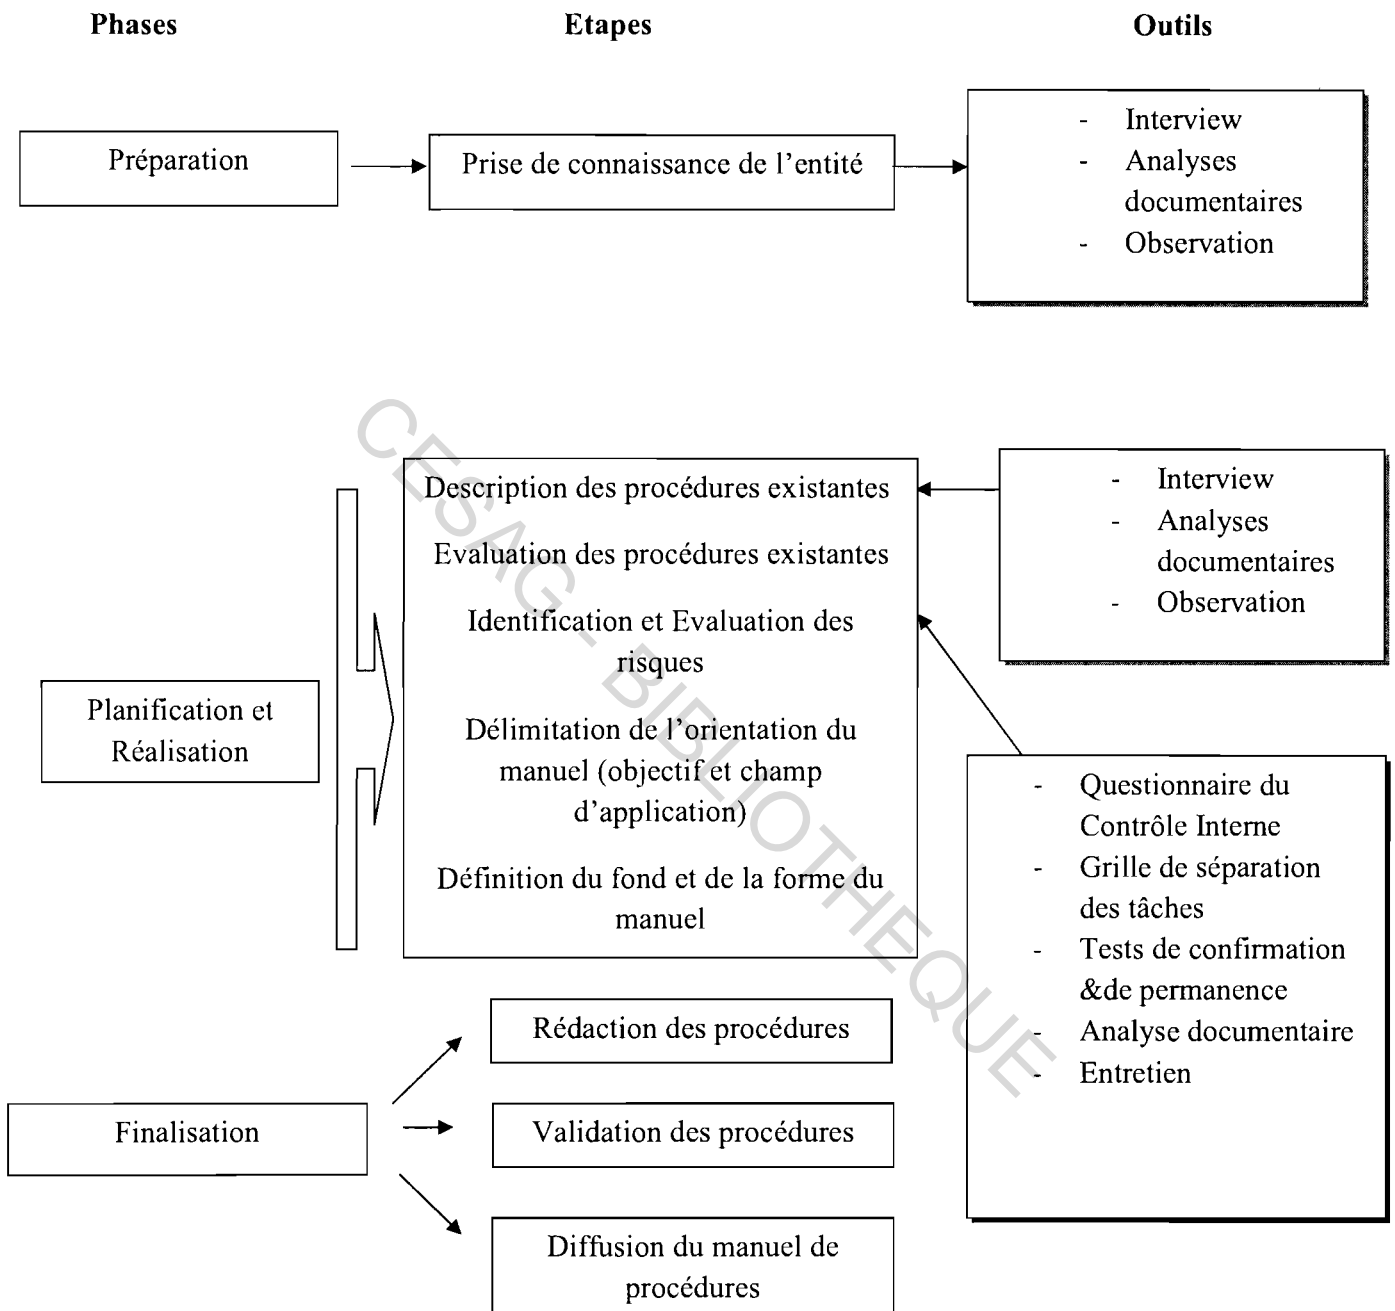 Phases
Etapes
Outils
Préparation
Prise de connaissance de l'entité
- Interview
- Analyses
documentaires
- Observation
Planification et
Réalisation
Description des procédures existantes
Evaluation des procédures existantes
Identification et Evaluation des
risques
Délimitation de l'orientation du
manuel (objectif et champ
d'application)
Définition du fond et de la forme du
manuel
- Interview
- Analyses
documentaires
- Observation
- Questionnaire du
Contrôle Interne
- Grille de séparation
des tâches
- Tests de confirmation
&de permanence
- Analyse documentaire
- Entretien
Finalisation
Rédaction des procédures
Validation des procédures
Diffusion du manuel de
procédures
CESAG - BIBLIOTHEQUE